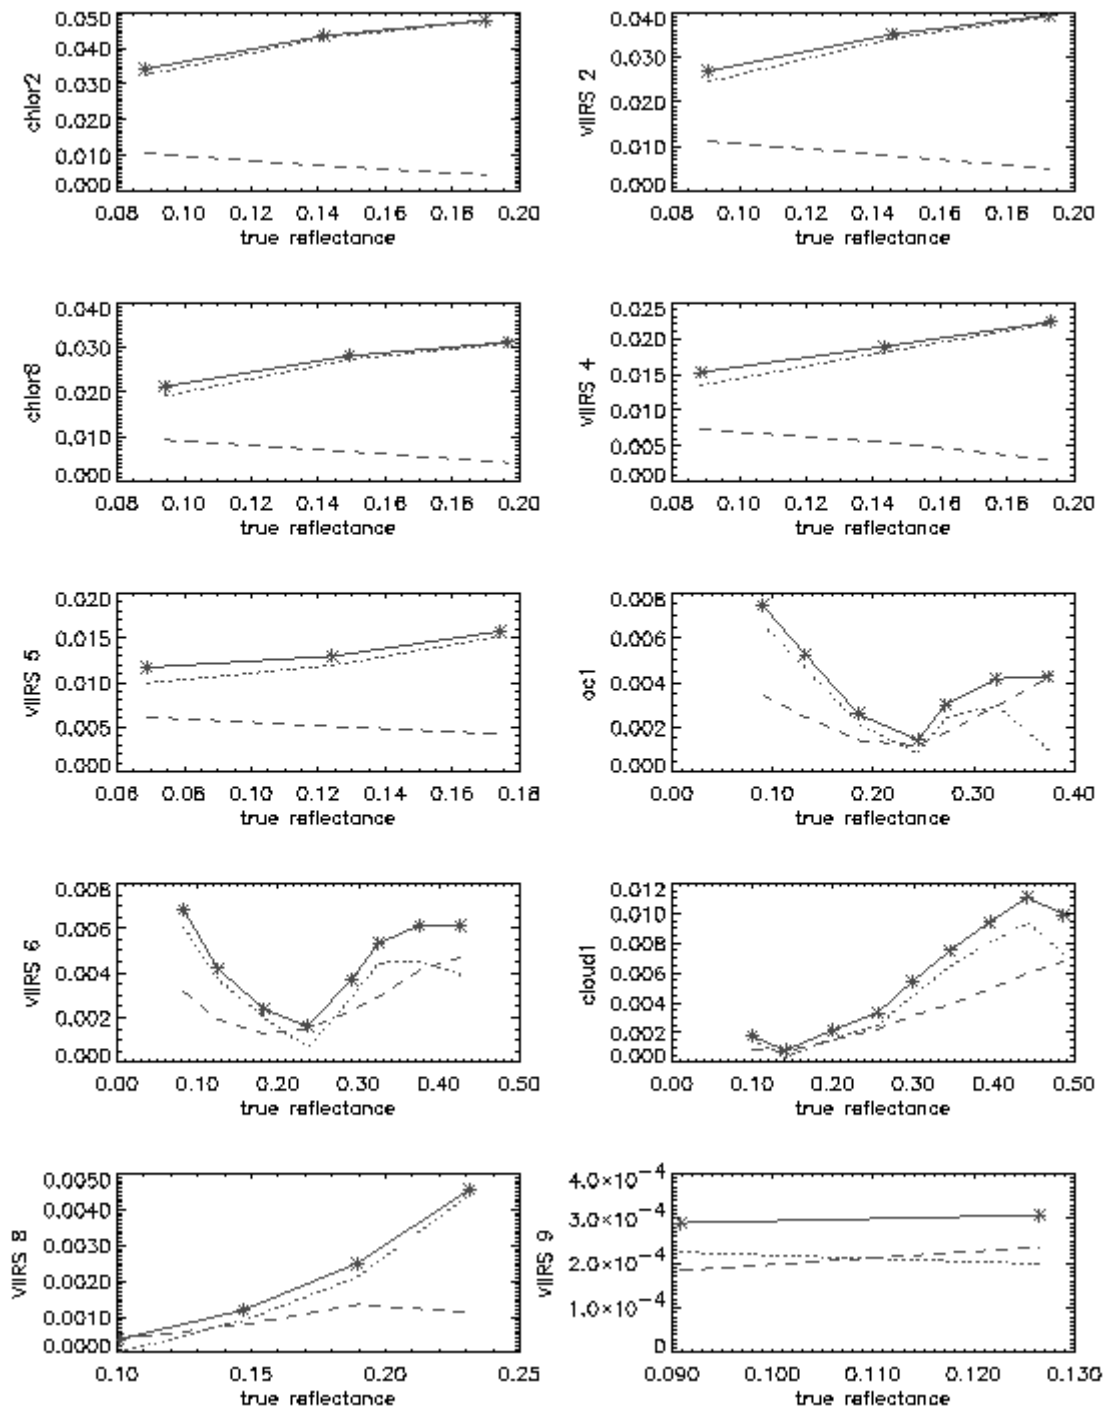 0.050
0.040
0.030
0.020
0.010
0.000
chlor2
0.08 0.10 0.12 0.14 0.16 0.18 0.20
true reflectance
0.040
0.030
0.020
0.010
0.000
VIIRS 2
0.08 0.10 0.12 0.14 0.16 0.18 0.20
true reflectance
0.040
0.030
0.020
0.010
0.000
chlor8
0.08 0.10 0.12 0.14 0.16 0.18 0.20
true reflectance
0.025
0.020
0.015
0.010
0.005
0.000
VIIRS 4
0.08 0.10 0.12 0.14 0.16 0.18 0.20
true reflectance
0.020
0.015
0.010
0.005
0.000
VIIRS 5
0.06 0.08 0.10 0.12 0.14 0.16 0.18
true reflectance
0.008
0.006
0.004
0.002
0.000
oc1
0.00 0.10 0.20 0.30 0.40
true reflectance
0.008
0.006
0.004
0.002
0.000
VIIRS 6
0.00 0.10 0.20 0.30 0.40 0.50
true reflectance
0.012
0.010
0.008
0.006
0.004
0.002
0.000
cloud1
0.00 0.10 0.20 0.30 0.40 0.50
true reflectance
0.0050
0.0040
0.0030
0.0020
0.0010
0.0000
VIIRS 8
0.10 0.15 0.20 0.25
true reflectance
4.0×10⁻⁴
3.0×10⁻⁴
2.0×10⁻⁴
1.0×10⁻⁴
0
VIIRS 9
0.090 0.100 0.110 0.120 0.130
true reflectance